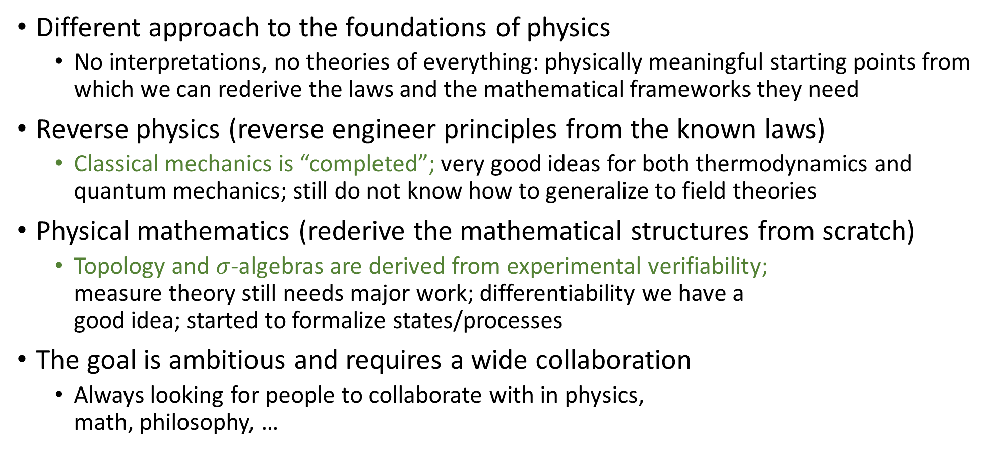 • Different approach to the foundations of physics
• No interpretations, no theories of everything: physically meaningful starting points from
which we can rederive the laws and the mathematical frameworks they need
• Reverse physics (reverse engineer principles from the known laws)
• Classical mechanics is “completed”; very good ideas for both thermodynamics and
quantum mechanics; still do not know how to generalize to field theories
• Physical mathematics (rederive the mathematical structures from scratch)
• Topology and 𝜎-algebras are derived from experimental verifiability;
measure theory still needs major work; differentiability we have a
good idea; started to formalize states/processes
• The goal is ambitious and requires a wide collaboration
• Always looking for people to collaborate with in physics,
math, philosophy, …